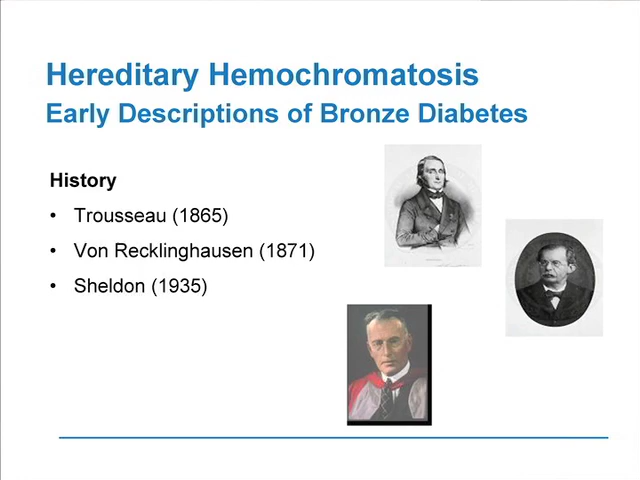 Hereditary Hemochromatosis
Early Descriptions of Bronze Diabetes
History
• Trousseau (1865)
• Von Recklinghausen (1871)
• Sheldon (1935)